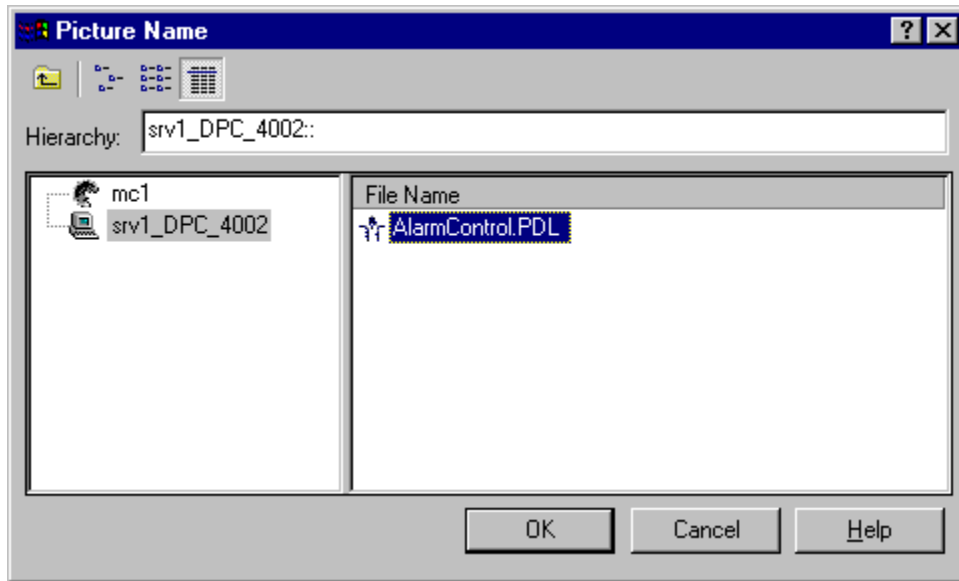 Picture Name
Hierarchy: srv1_DPC_4002::
mc1
srv1_DPC_4002
File Name
AlarmControl.PDL
OK Cancel Help